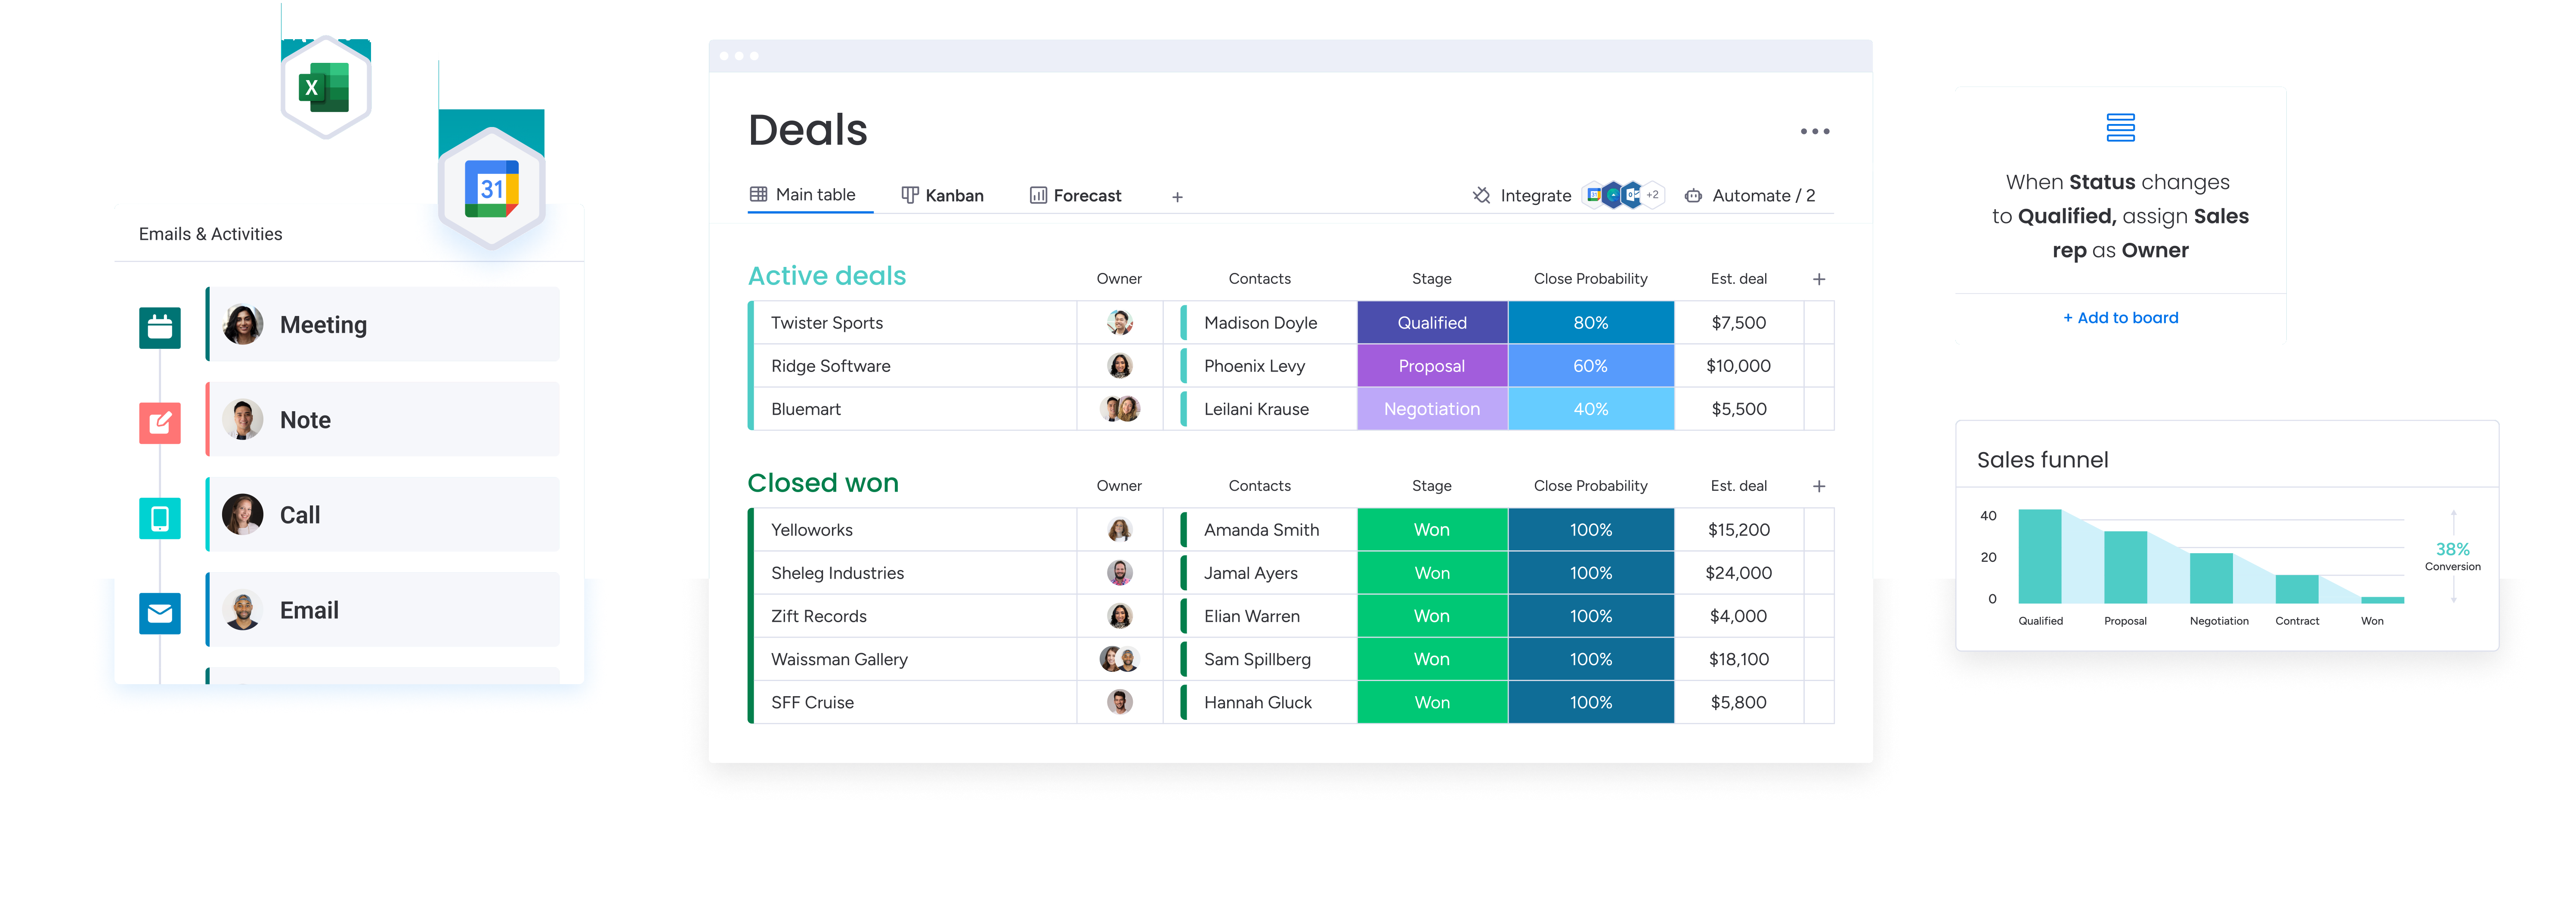 X
31
Emails & Activities
Meeting
Note
Call
Email
Deals
Main table
Kanban
Forecast
+
Integrate
+2
Automate / 2
Active deals Owner Contacts Stage Close Probability Est. deal +
Twister Sports Madison Doyle Qualified 80% $7,500
Ridge Software Phoenix Levy Proposal 60% $10,000
Bluemart Leilani Krause Negotiation 40% $5,500
Closed won Owner Contacts Stage Close Probability Est. deal +
Yelloworks Amanda Smith Won 100% $15,200
Sheleg Industries Jamal Ayers Won 100% $24,000
Zift Records Elian Warren Won 100% $4,000
Waissman Gallery Sam Spillberg Won 100% $18,100
SFF Cruise Hannah Gluck Won 100% $5,800
When Status changes
to Qualified, assign Sales
rep as Owner
+ Add to board
Sales funnel
40
20
0
Qualified Proposal Negotiation Contract Won
38%
Conversion